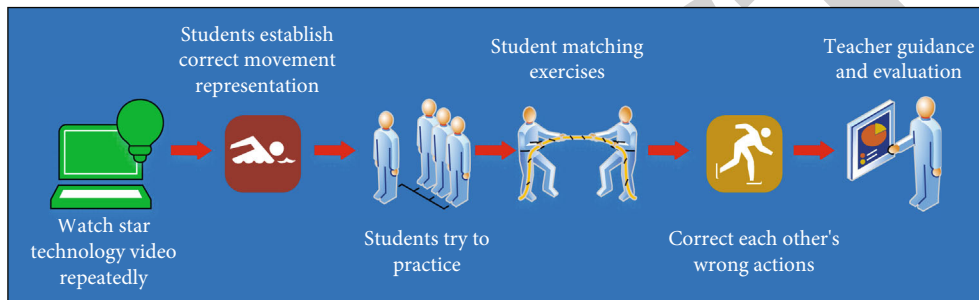 Watch star
technology video
repeatedly
Students establish
correct movement
representation
Students try to
practice
Student matching
exercises
Correct each other's
wrong actions
Teacher guidance
and evaluation